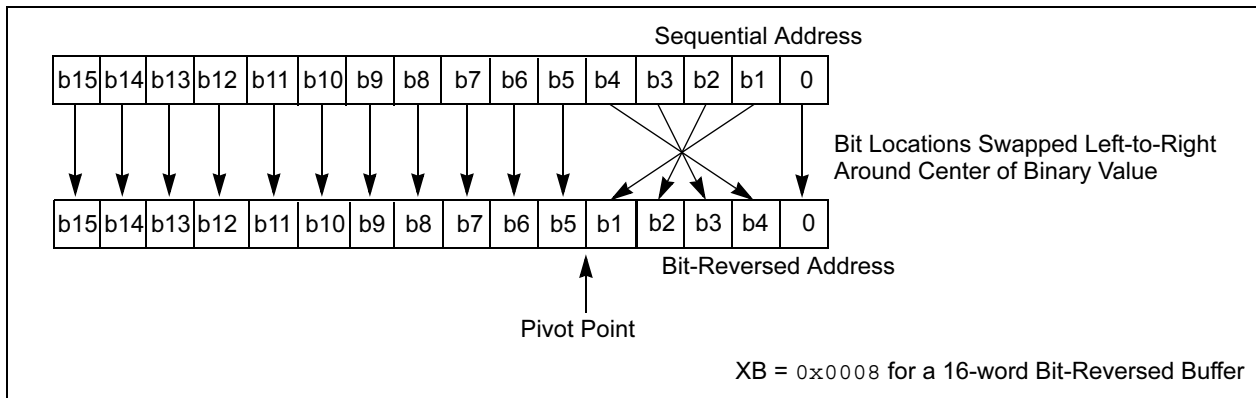 Sequential Address
b15 b14 b13 b12 b11 b10 b9 b8 b7 b6 b5 b4 b3 b2 b1 0
Bit Locations Swapped Left-to-Right
Around Center of Binary Value
b15 b14 b13 b12 b11 b10 b9 b8 b7 b6 b5 b1 b2 b3 b4 0
Bit-Reversed Address
Pivot Point
XB = 0x0008 for a 16-word Bit-Reversed Buffer